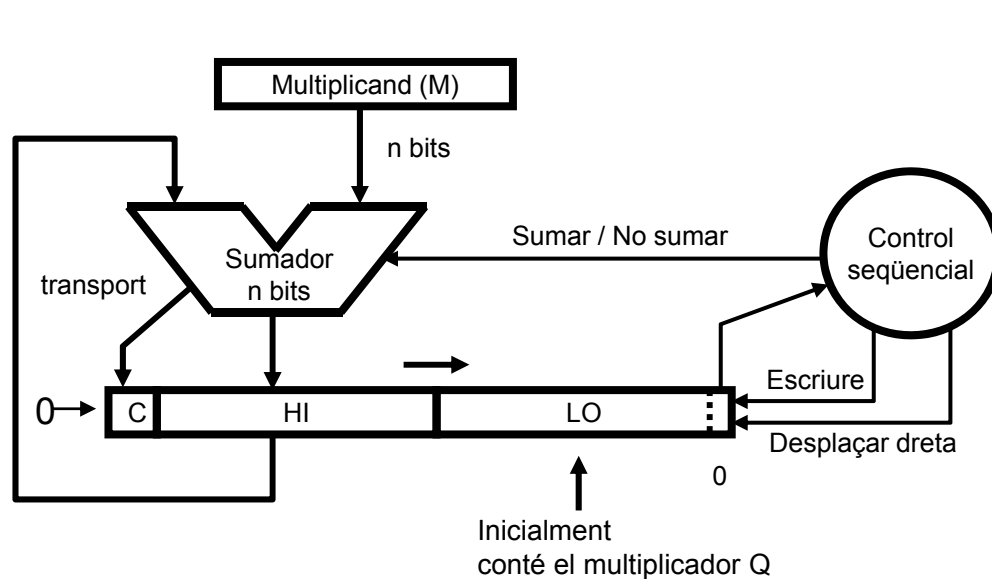 Multiplicand (M)
n bits
Sumar / No sumar
Control
seqüencial
Sumador
n bits
transport
Escriure
0
C
HI
LO
Desplaçar dreta
0
Inicialment
conté el multiplicador Q